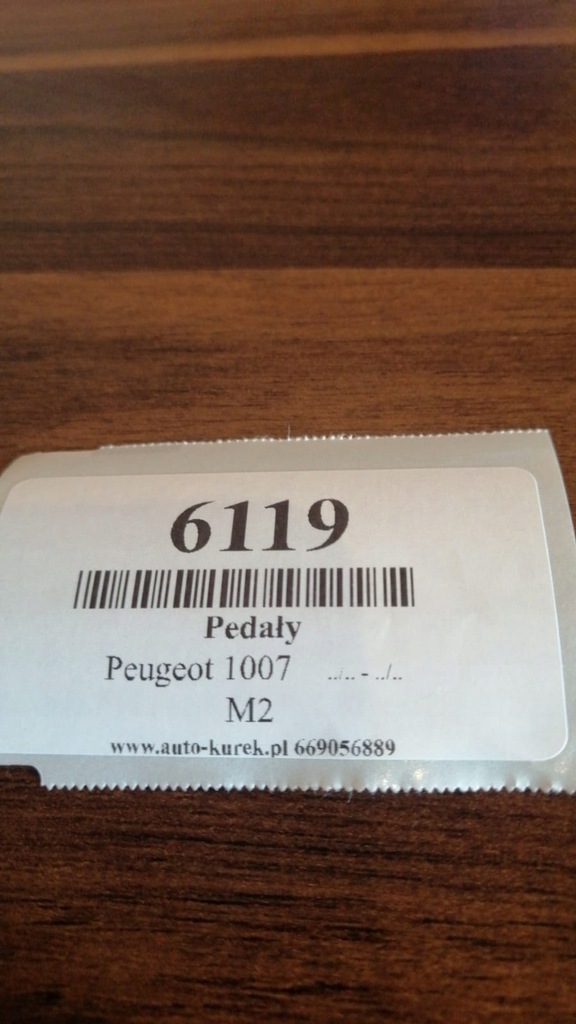 6119
Pedały
Peugeot 1007 ../.. - ../..
M2
www.auto-kurek.pl 669056889